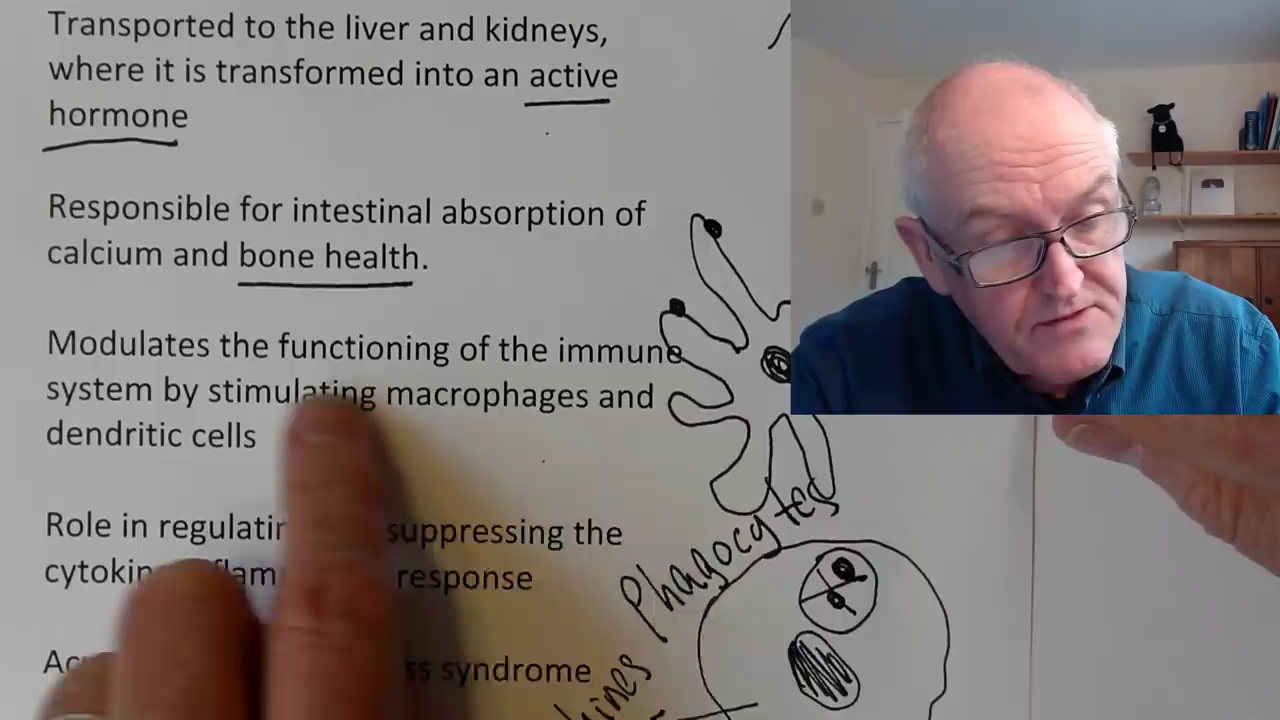 Transported to the liver and kidneys,
where it is transformed into an active
hormone
Responsible for intestinal absorption of
calcium and bone health.
Modulates the functioning of the immune
system by stimulating macrophages and
dendritic cells
Role in suppressing the
response
syndrome
Phagocytes